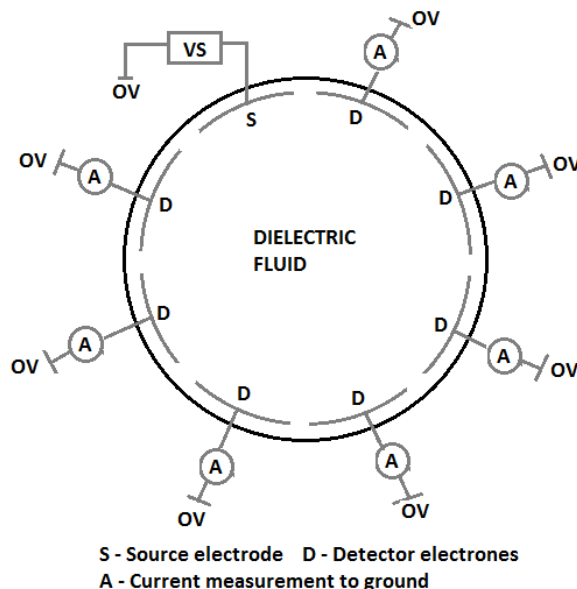 VS
OV
OV
A
S
D
OV
A
D
A
OV
D
DIELECTRIC
FLUID
D
A
OV
D
A
OV
D
D
A
OV
A
OV
S - Source electrode D - Detector electrones
A - Current measurement to ground